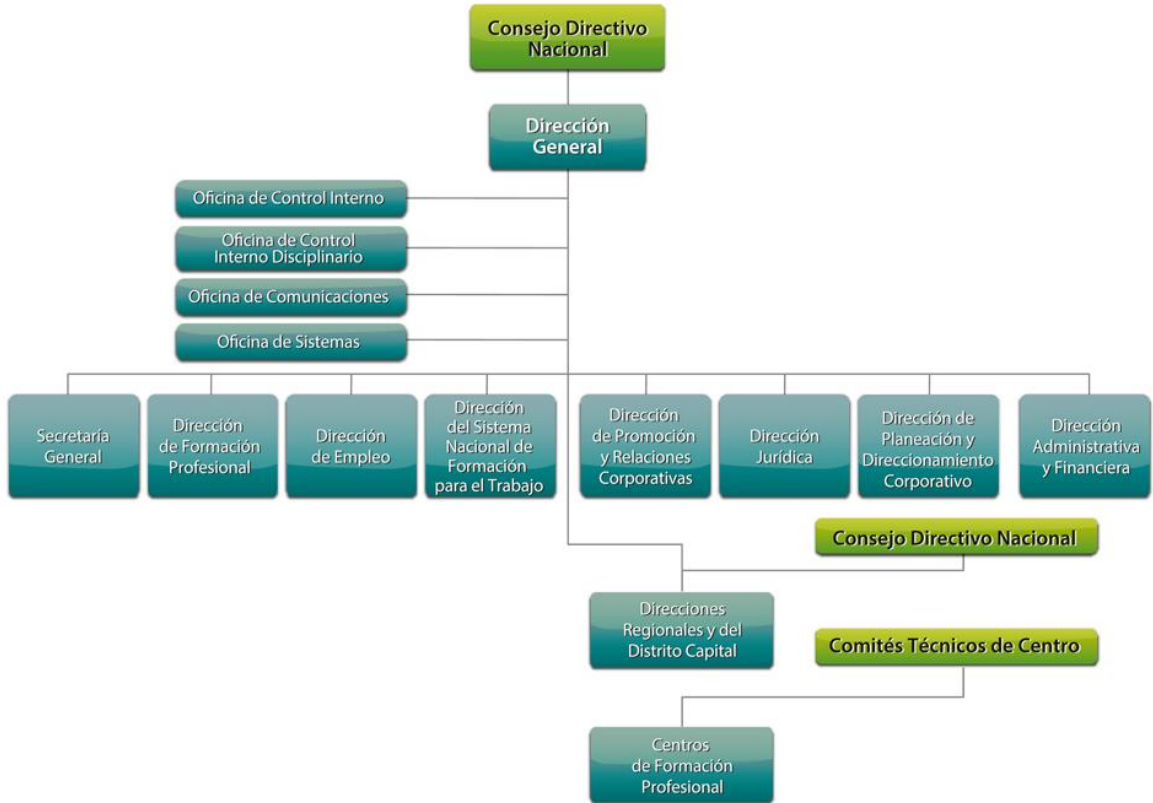 Consejo Directivo
Nacional
Dirección
General
Oficina de Control Interno
Oficina de Control
Interno Disciplinario
Oficina de Comunicaciones
Oficina de Sistemas
Secretaría
General
Dirección
de Formación
Profesional
Dirección
de Empleo
Dirección
del Sistema
Nacional de
Formación
para el Trabajo
Dirección
de Promoción
y Relaciones
Corporativas
Dirección
Jurídica
Dirección de
Planeación y
Direccionamiento
Corporativo
Dirección
Administrativa
y Financiera
Consejo Directivo Nacional
Direcciones
Regionales y del
Distrito Capital
Comités Técnicos de Centro
Centros
de Formación
Profesional